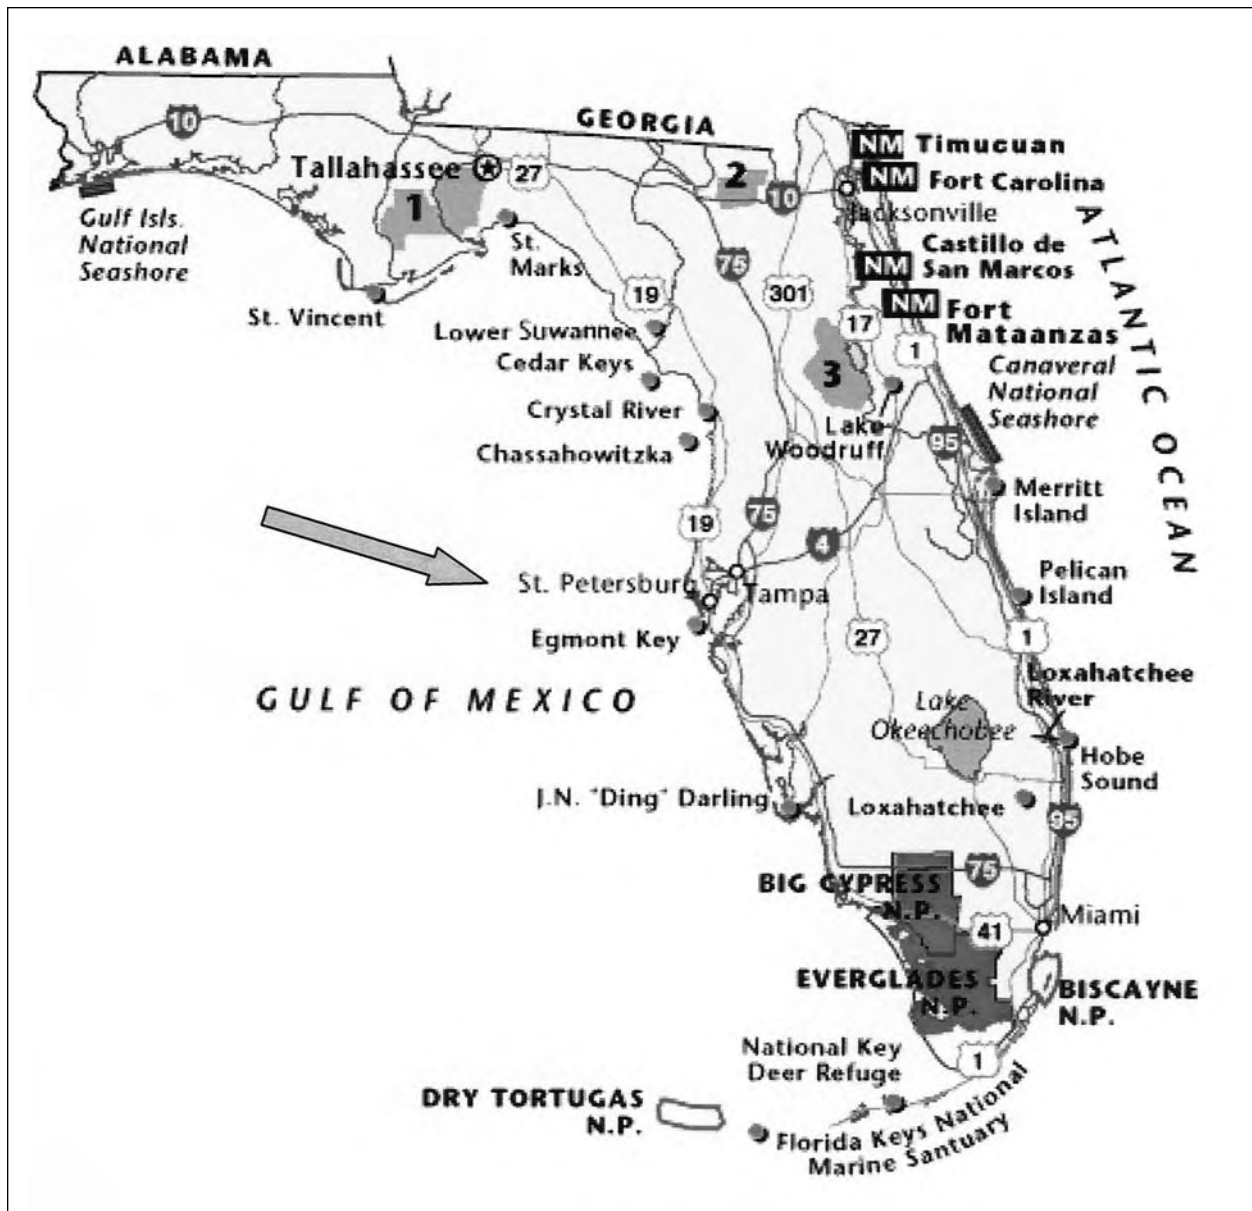 ALABAMA
10
GEORGIA
Tallahassee
27
1
2
10
Jacksonville
NM Timucuan
NM Fort Carolina
Gulf Isls.
National
Seashore
St.
Marks
St. Vincent
75
301
NM Castillo de
San Marcos
NM Fort
Mataanzas
ATLANTIC OCEAN
19
Lower Suwannee
Cedar Keys
17
1
3
Canaveral
National
Seashore
Crystal River
Chassahowitzka
Lake
Woodruff
95
Merritt
Island
19
75
4
St. Petersburg
Tampa
Egmont Key
Pelican
Island
27
1
GULF OF MEXICO
Loxahatchee
River
Lake
Okeechobee
Hobe
Sound
J.N. "Ding" Darling
Loxahatchee
95
BIG CYPRESS
N.P.
75
41
Miami
EVERGLADES
N.P.
BISCAYNE
N.P.
National Key
Deer Refuge
1
DRY TORTUGAS
N.P.
Florida Keys National
Marine Santuary